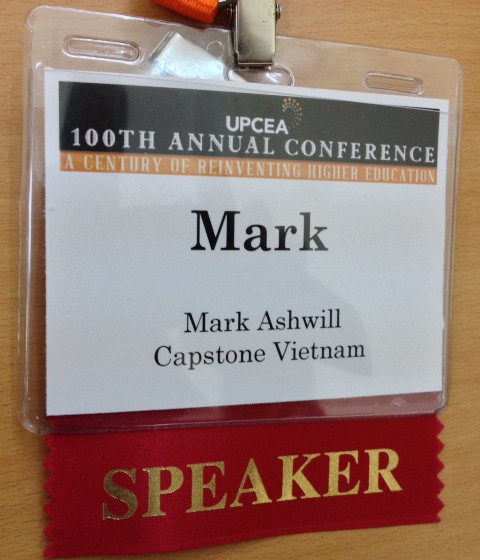 UPCEA
100TH ANNUAL CONFERENCE
A CENTURY OF REINVENTING HIGHER EDUCATION
Mark
Mark Ashwill
Capstone Vietnam
SPEAKER